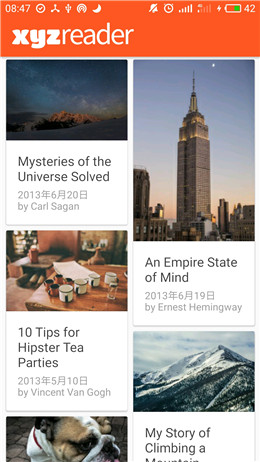 08:47
42
xyzreader
Mysteries of the
Universe Solved
2013年6月20日
by Carl Sagan
An Empire State
of Mind
2013年6月19日
by Ernest Hemingway
10 Tips for
Hipster Tea
Parties
2013年5月10日
by Vincent Van Gogh
My Story of
Climbing a
Mountain